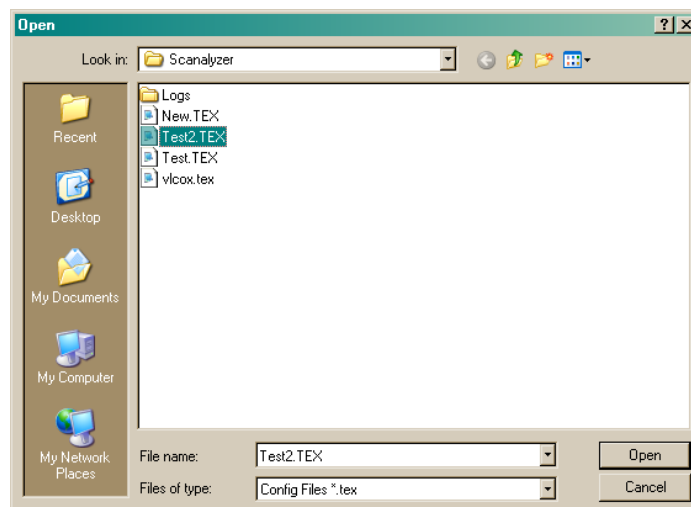 Open
Look in: Scanalyzer
Logs
New.TEX
Test2.TEX
Test.TEX
vlcox.tex
Recent
Desktop
My Documents
My Computer
My Network
Places
File name: Test2.TEX Open
Files of type: Config Files *.tex Cancel